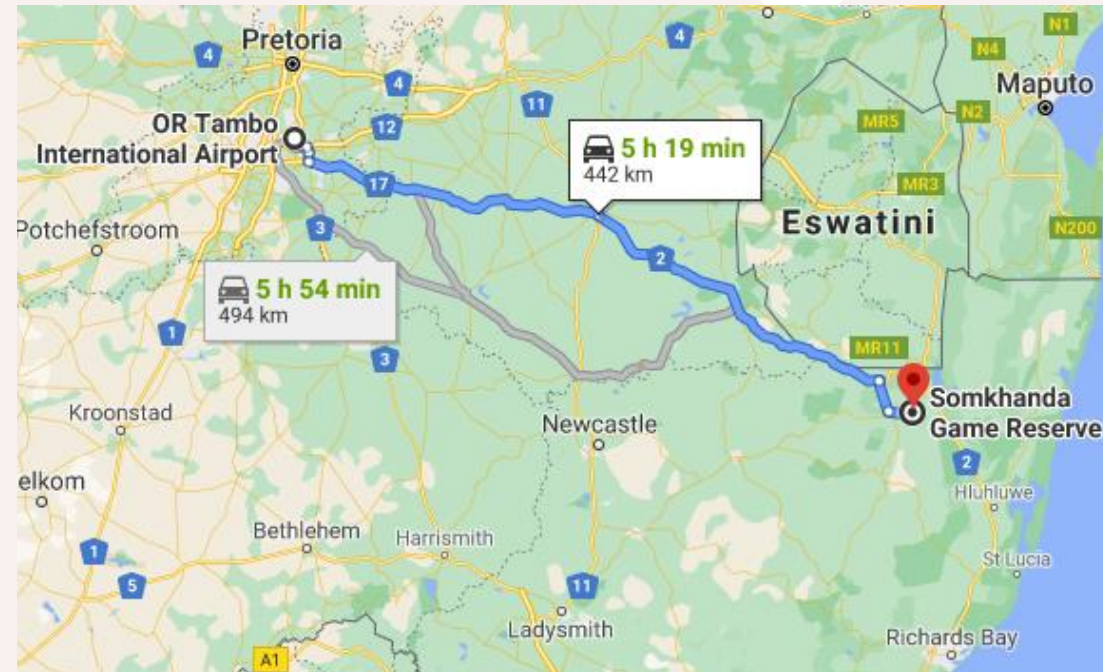 N1
4
N4
Pretoria
4
Maputo
4
11
N2
OR Tambo
International Airport
12
MR5
5 h 19 min
442 km
17
MR3
Eswatini
N200
Potchefstroom
3
2
5 h 54 min
494 km
1
3
MR11
Somkhanda
Game Reserve
Kroonstad
Newcastle
2
elkom
Hluhluwe
Bethlehem
Harrismith
1
St Lucia
5
11
Ladysmith
Richards Bay
A1